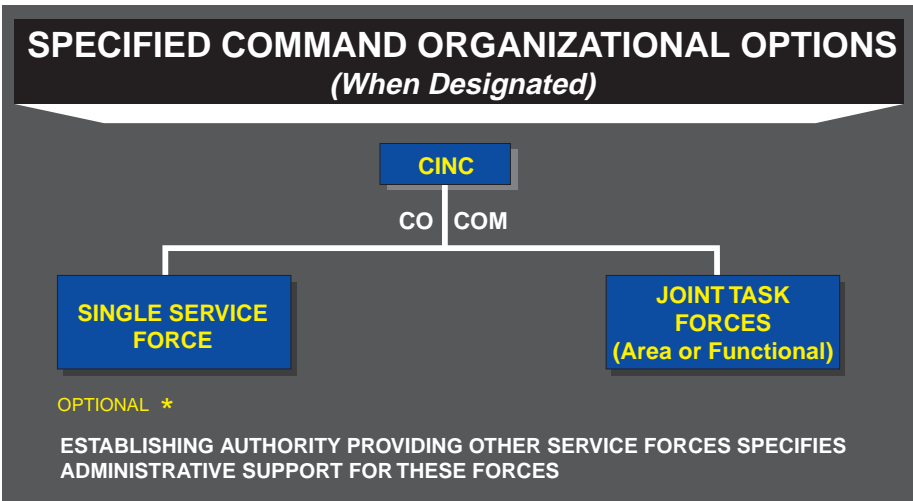 SPECIFIED COMMAND ORGANIZATIONAL OPTIONS
(When Designated)
CINC
CO COM
SINGLE SERVICE
FORCE
JOINT TASK
FORCES
(Area or Functional)
OPTIONAL *
ESTABLISHING AUTHORITY PROVIDING OTHER SERVICE FORCES SPECIFIES
ADMINISTRATIVE SUPPORT FOR THESE FORCES